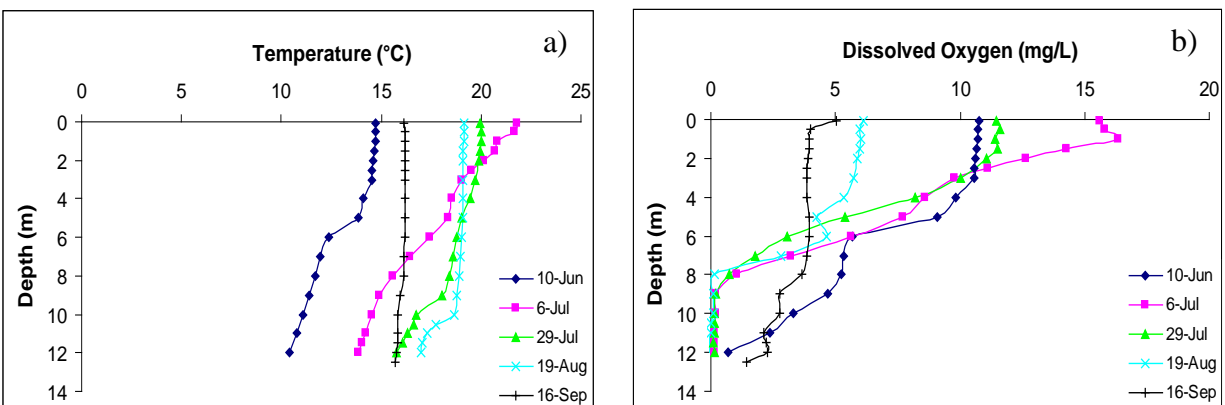 Temperature (°C) a)
0 5 10 15 20 25
0
2
4
6
8
10
12
14
Depth (m)
10-Jun
6-Jul
29-Jul
19-Aug
16-Sep
Dissolved Oxygen (mg/L) b)
0 5 10 15 20
0
2
4
6
8
10
12
14
Depth (m)
10-Jun
6-Jul
29-Jul
19-Aug
16-Sep